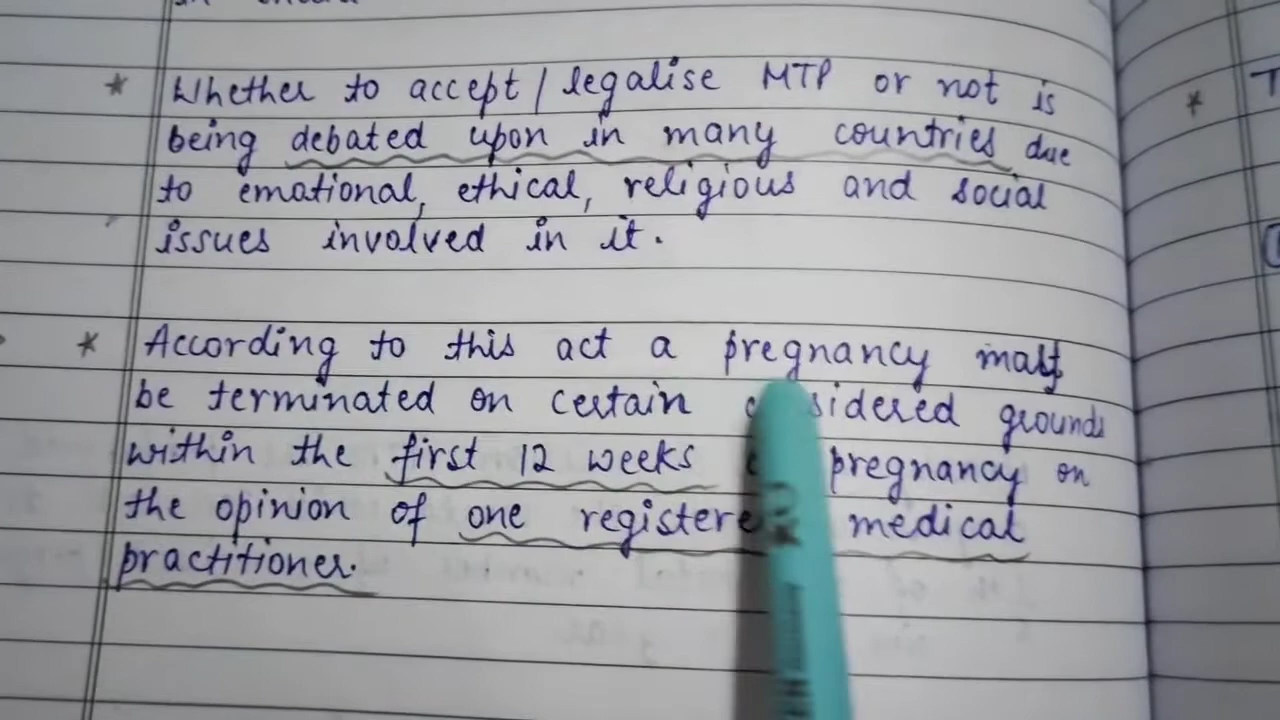 * Whether to accept / legalise MTP or not is
being debated upon in many countries due
to emotional, ethical, religious and social
issues involved in it.
* According to this act a pregnancy may
be terminated on certain considered grounds
within the first 12 weeks pregnancy on
the opinion of one registered medical
practitioner.